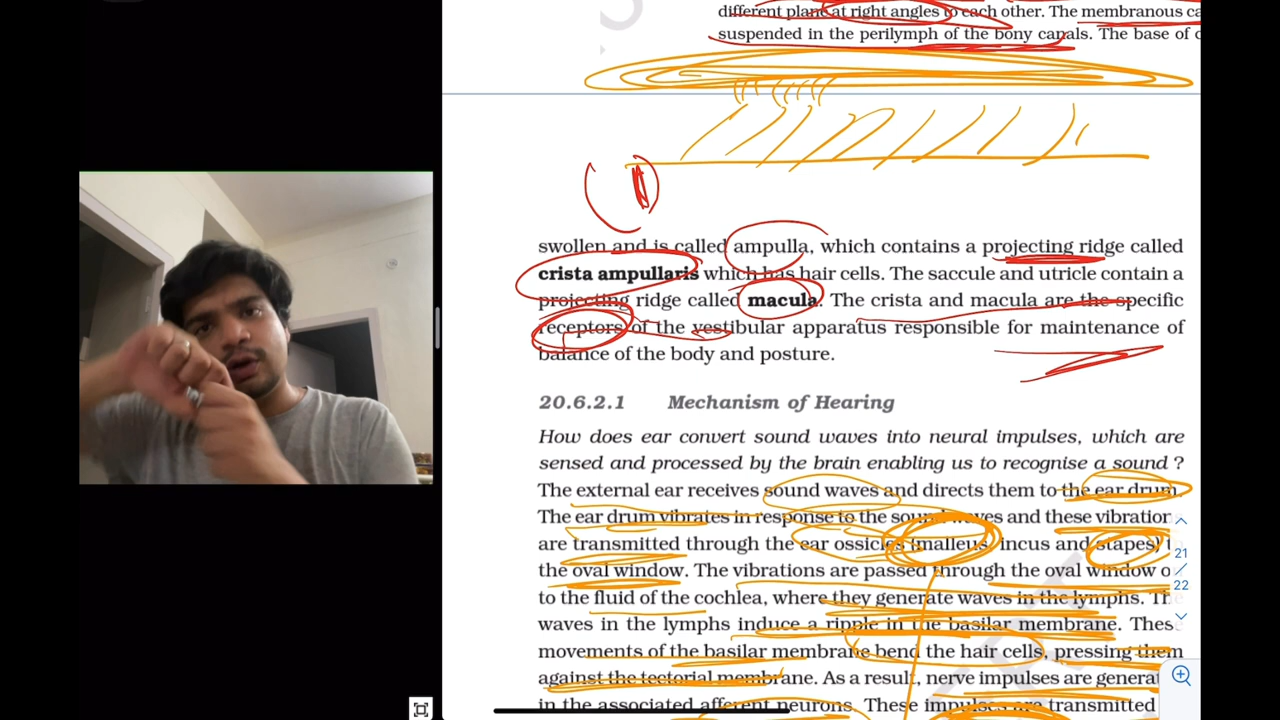 different plane at right angles to each other. The membranous ca
suspended in the perilymph of the bony canals. The base of
swollen and is called ampulla, which contains a projecting ridge called
crista ampullaris which has hair cells. The saccule and utricle contain a
projecting ridge called macula. The crista and macula are the specific
receptors of the vestibular apparatus responsible for maintenance of
balance of the body and posture.
20.6.2.1 Mechanism of Hearing
How does ear convert sound waves into neural impulses, which are
sensed and processed by the brain enabling us to recognise a sound ?
The external ear receives sound waves and directs them to the ear drum.
The ear drum vibrates in response to the sound waves and these vibration
are transmitted through the ear ossicles (malleus, incus and stapes) t
the oval window. The vibrations are passed through the oval window o
to the fluid of the cochlea, where they generate waves in the lymphs. Th
waves in the lymphs induce a ripple in the basilar membrane. Thes
movements of the basilar membrane bend the hair cells, pressing them
against the tectorial membrane. As a result, nerve impulses are genera
in the associated afferent neurons. These impulses are transmitted
21
/
22